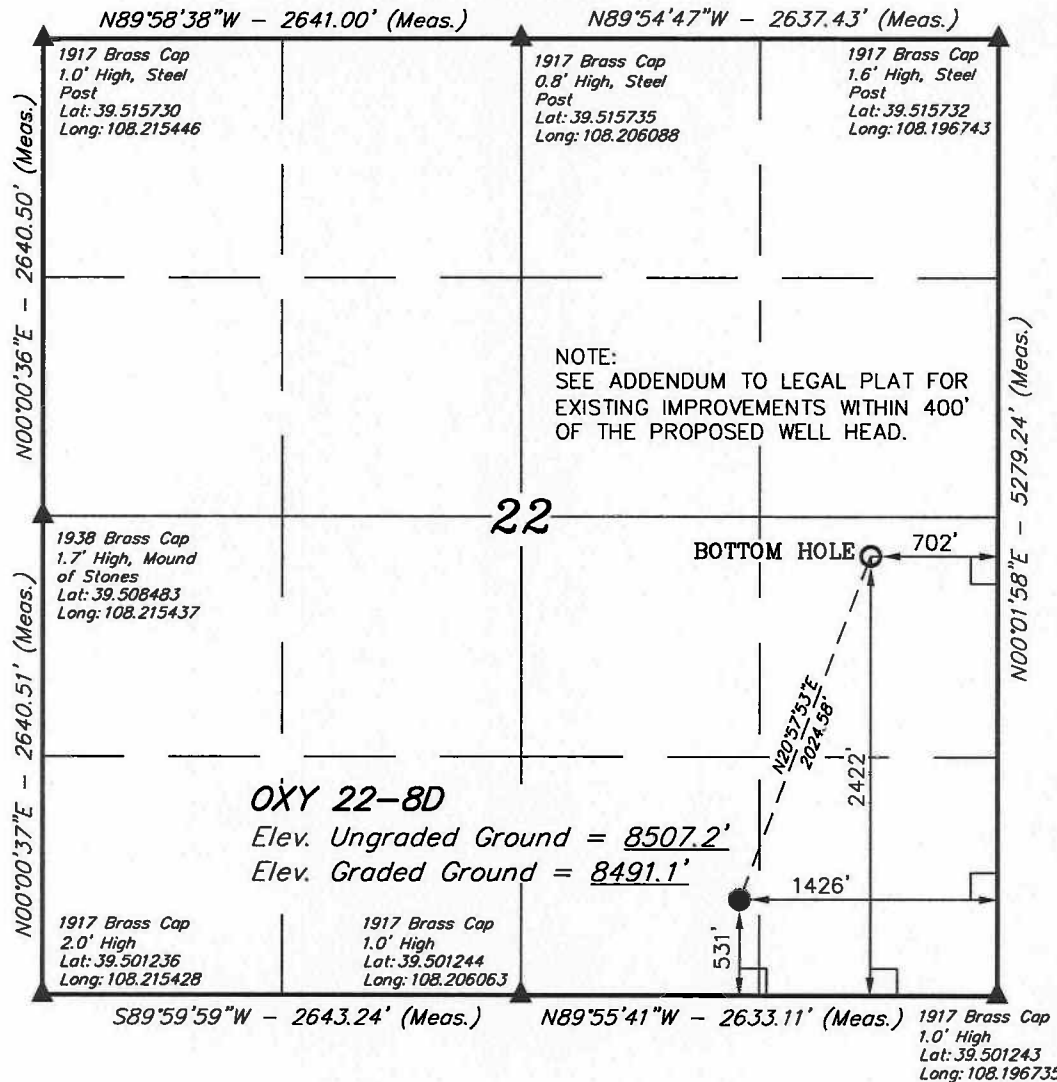 N89°58'38"W - 2641.00' (Meas.)
N89°54'47"W - 2637.43' (Meas.)
1917 Brass Cap
1.0' High, Steel
Post
Lat: 39.515730
Long: 108.215446
1917 Brass Cap
0.8' High, Steel
Post
Lat: 39.515735
Long: 108.206088
1917 Brass Cap
1.6' High, Steel
Post
Lat: 39.515732
Long: 108.196743
N00°00'36"E - 2640.50' (Meas.)
NOTE:
SEE ADDENDUM TO LEGAL PLAT FOR
EXISTING IMPROVEMENTS WITHIN 400'
OF THE PROPOSED WELL HEAD.
N00°01'58"E - 5279.24' (Meas.)
22
1938 Brass Cap
1.7' High, Mound
of Stones
Lat: 39.508483
Long: 108.215437
BOTTOM HOLE
702'
N00°00'37"E - 2640.51' (Meas.)
N20°57'53"E
2024.58'
2422'
OXY 22-8D
Elev. Ungraded Ground = 8507.2'
Elev. Graded Ground = 8491.1'
1426'
531'
1917 Brass Cap
2.0' High
Lat: 39.501236
Long: 108.215428
1917 Brass Cap
1.0' High
Lat: 39.501244
Long: 108.206063
S89°59'59"W - 2643.24' (Meas.)
N89°55'41"W - 2633.11' (Meas.)
1917 Brass Cap
1.0' High
Lat: 39.501243
Long: 108.196735